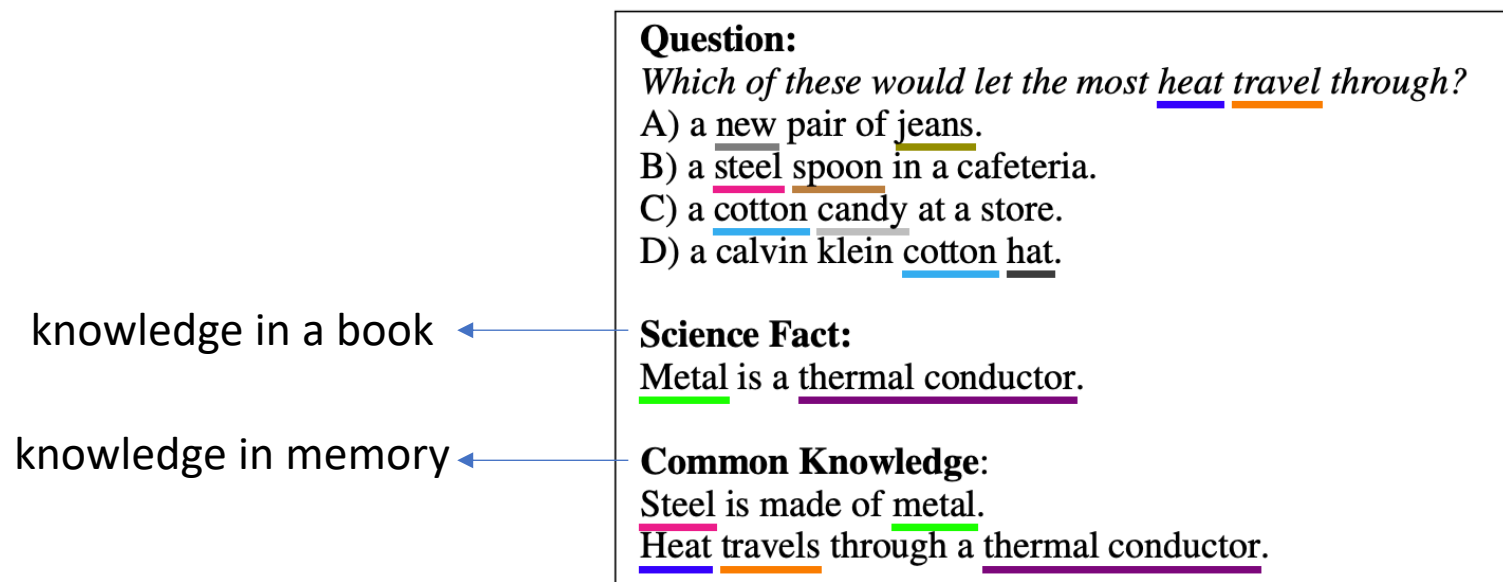 Question:
Which of these would let the most heat travel through?
A) a new pair of jeans.
B) a steel spoon in a cafeteria.
C) a cotton candy at a store.
D) a calvin klein cotton hat.
knowledge in a book
Science Fact:
Metal is a thermal conductor.
knowledge in memory
Common Knowledge:
Steel is made of metal.
Heat travels through a thermal conductor.